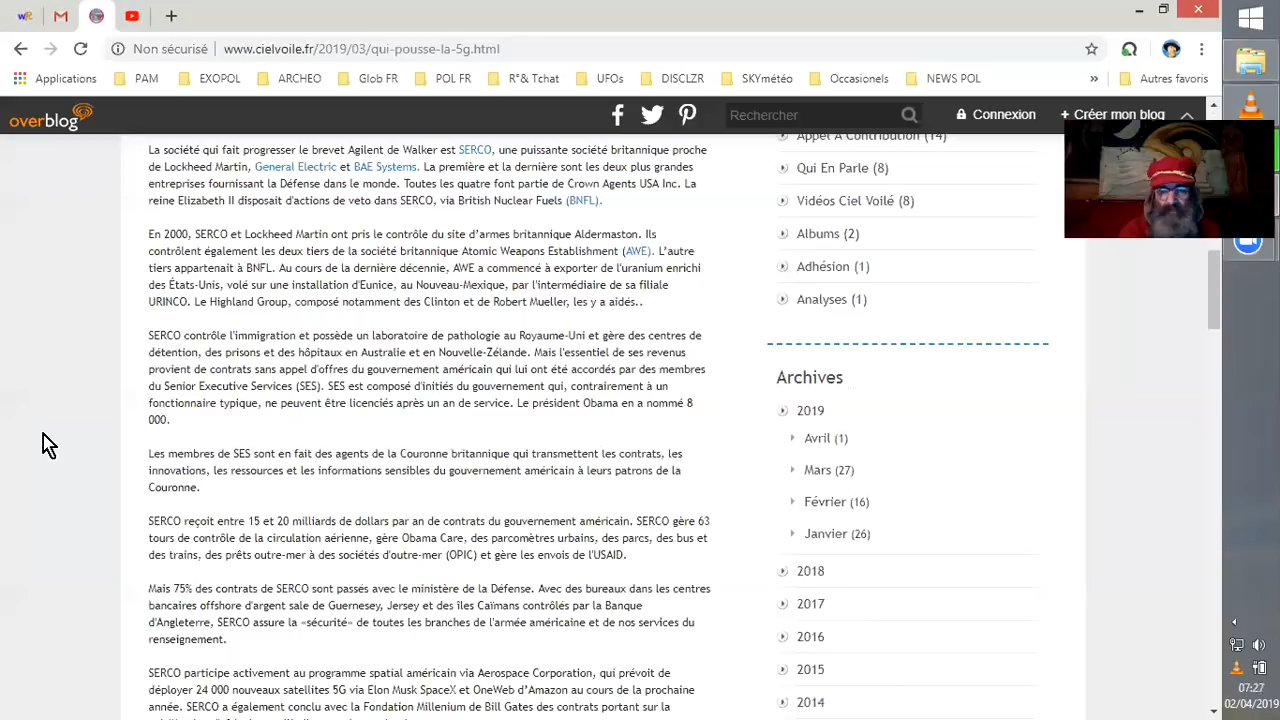 Non sécurisé
www.cielvoile.fr/2019/03/qui-pousse-la-5g.html
Applications PAM EXOPOL ARCHEO Glob FR POL FR R°& Tchat UFOs DISCLZR SKYmétéo Occasionels NEWS POL » Autres favoris
overblog
Rechercher
Connexion
+ Créer mon blog
La société qui fait progresser le brevet Agilent de Walker est SERCO, une puissante société britannique proche
de Lockheed Martin, General Electric et BAE Systems. La première et la dernière sont les deux plus grandes
entreprises fournissant la Défense dans le monde. Toutes les quatre font partie de Crown Agents USA Inc. La
reine Elizabeth II disposait d'actions de veto dans SERCO, via British Nuclear Fuels (BNFL).
En 2000, SERCO et Lockheed Martin ont pris le contrôle du site d’armes britannique Aldermaston. Ils
contrôlent également les deux tiers de la société britannique Atomic Weapons Establishment (AWE). L’autre
tiers appartenait à BNFL. Au cours de la dernière décennie, AWE a commencé à exporter de l'uranium enrichi
des États-Unis, volé sur une installation d'Eunice, au Nouveau-Mexique, par l'intermédiaire de sa filiale
URINCO. Le Highland Group, composé notamment des Clinton et de Robert Mueller, les y a aidés..
SERCO contrôle l'immigration et possède un laboratoire de pathologie au Royaume-Uni et gère des centres de
détention, des prisons et des hôpitaux en Australie et en Nouvelle-Zélande. Mais l'essentiel de ses revenus
provient de contrats sans appel d'offres du gouvernement américain qui lui ont été accordés par des membres
du Senior Executive Services (SES). SES est composé d'initiés du gouvernement qui, contrairement à un
fonctionnaire typique, ne peuvent être licenciés après un an de service. Le président Obama en a nommé 8
000.
Les membres de SES sont en fait des agents de la Couronne britannique qui transmettent les contrats, les
innovations, les ressources et les informations sensibles du gouvernement américain à leurs patrons de la
Couronne.
SERCO reçoit entre 15 et 20 milliards de dollars par an de contrats du gouvernement américain. SERCO gère 63
tours de contrôle de la circulation aérienne, gère Obama Care, des parcomètres urbains, des parcs, des bus et
des trains, des prêts outre-mer à des sociétés d'outre-mer (OPIC) et gère les envois de l'USAID.
Mais 75% des contrats de SERCO sont passés avec le ministère de la Défense. Avec des bureaux dans les centres
bancaires offshore d'argent sale de Guernesey, Jersey et des îles Caïmans contrôlés par la Banque
d'Angleterre, SERCO assure la «sécurité» de toutes les branches de l'armée américaine et de nos services du
renseignement.
SERCO participe activement au programme spatial américain via Aerospace Corporation, qui prévoit de
déployer 24 000 nouveaux satellites 5G via Elon Musk SpaceX et OneWeb d’Amazon au cours de la prochaine
année. SERCO a également conclu avec la Fondation Millenium de Bill Gates des contrats portant sur la
Appel A Contribution (14)
Qui En Parle (8)
Vidéos Ciel Voilé (8)
Albums (2)
Adhésion (1)
Analyses (1)
Archives
2019
Avril (1)
Mars (27)
Février (16)
Janvier (26)
2018
2017
2016
2015
2014
07:27
02/04/2019